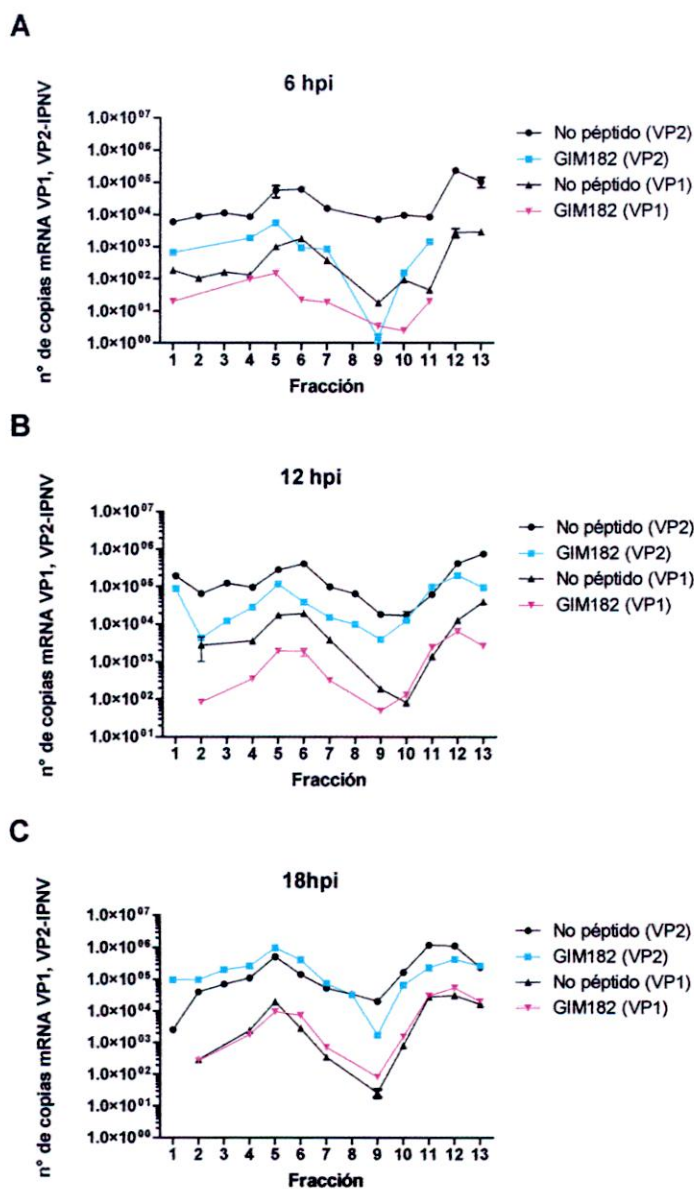 A
6 hpi
n° de copias mRNA VP1, VP2-IPNV
1.0×10⁰⁷
1.0×10⁰⁶
1.0×10⁰⁵
1.0×10⁰⁴
1.0×10⁰³
1.0×10⁰²
1.0×10⁰¹
1.0×10⁰⁰
1 2 3 4 5 6 7 8 9 10 11 12 13
Fracción
No péptido (VP2)
GIM182 (VP2)
No péptido (VP1)
GIM182 (VP1)
B
12 hpi
n° de copias mRNA VP1, VP2-IPNV
1.0×10⁰⁷
1.0×10⁰⁶
1.0×10⁰⁵
1.0×10⁰⁴
1.0×10⁰³
1.0×10⁰²
1.0×10⁰¹
1 2 3 4 5 6 7 8 9 10 11 12 13
Fracción
No péptido (VP2)
GIM182 (VP2)
No péptido (VP1)
GIM182 (VP1)
C
18hpi
n° de copias mRNA VP1, VP2-IPNV
1.0×10⁰⁷
1.0×10⁰⁶
1.0×10⁰⁵
1.0×10⁰⁴
1.0×10⁰³
1.0×10⁰²
1.0×10⁰¹
1.0×10⁰⁰
1 2 3 4 5 6 7 8 9 10 11 12 13
Fracción
No péptido (VP2)
GIM182 (VP2)
No péptido (VP1)
GIM182 (VP1)